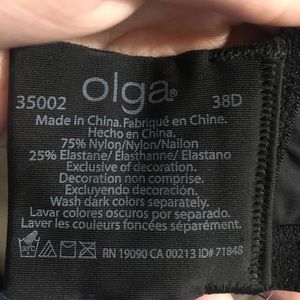 olga®
35002 38D
Made in China. Fabriqué en Chine.
Hecho en China.
75% Nylon/Nylon/Nailon
25% Elastane/Elasthanne/ Elastano
Exclusive of decoration.
Decoration non comprise.
Excluyendo decoración.
Wash dark colors separately.
Lavar colores oscuros por separado.
Laver les couleurs foncées séparément.
RN 19090 CA 00213 ID# 71848